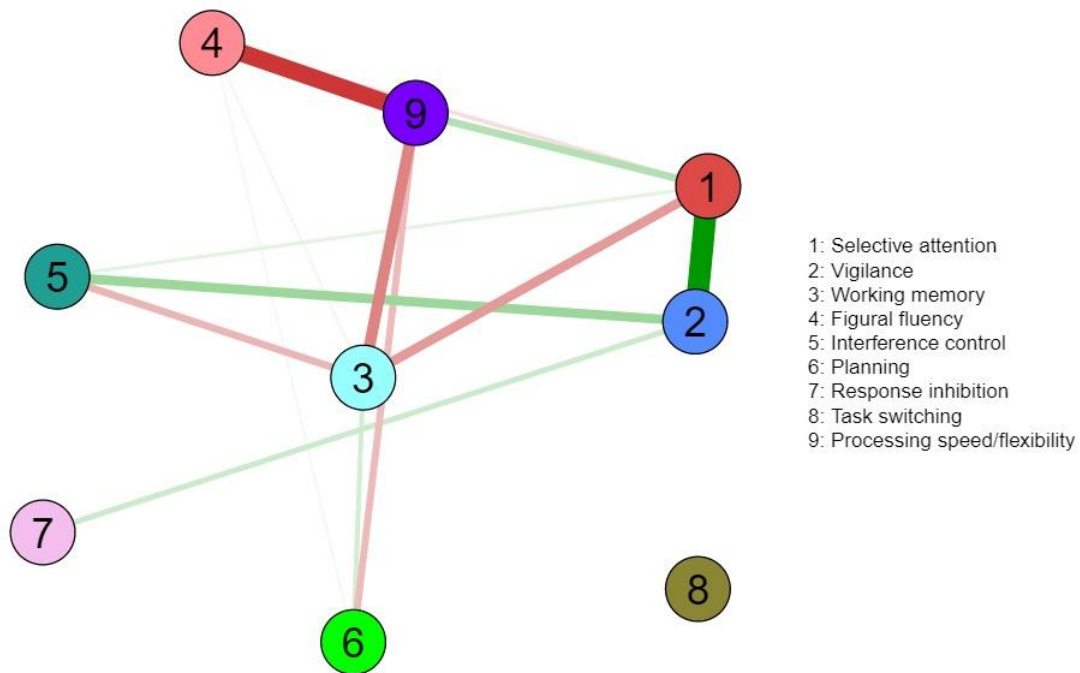 4
9
1
5
2
3
7
8
6
1: Selective attention
2: Vigilance
3: Working memory
4: Figural fluency
5: Interference control
6: Planning
7: Response inhibition
8: Task switching
9: Processing speed/flexibility